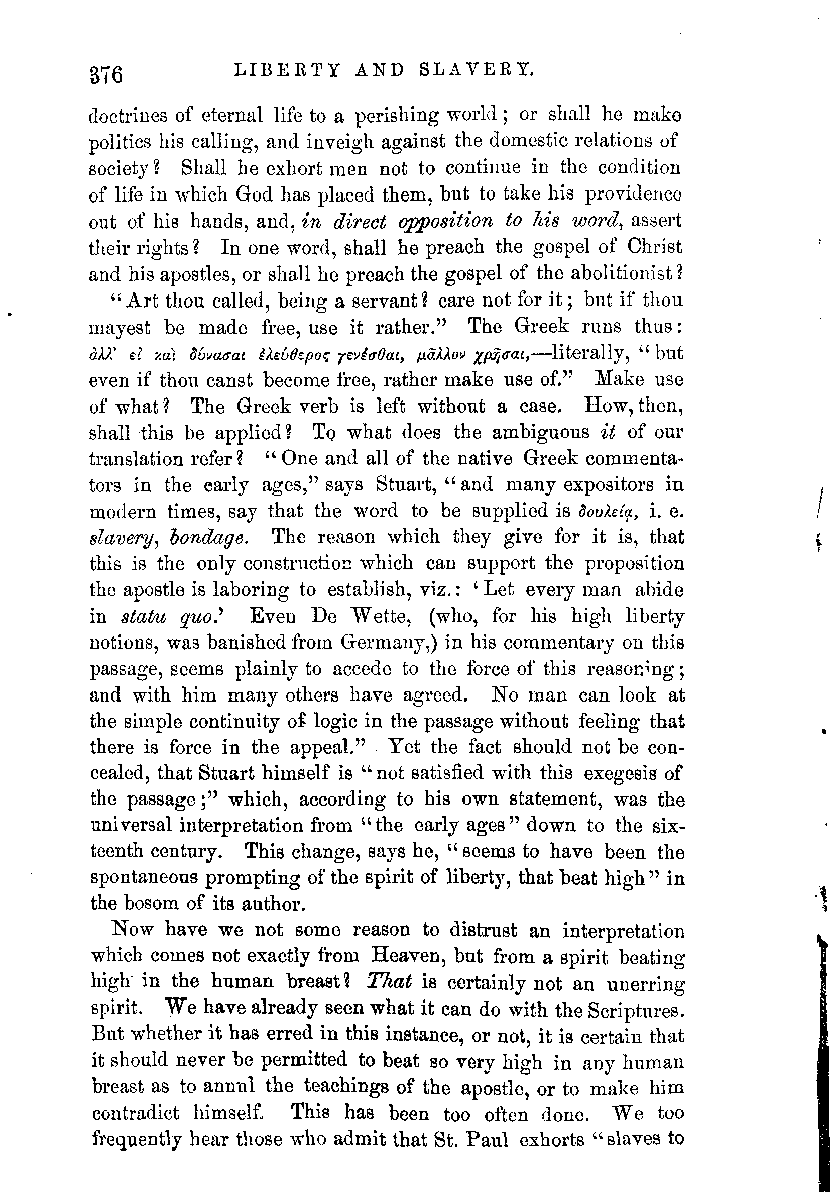 376 LIBERTY AND SLAVERY.
doctrines of eternal life to a perishing world; or shall he make
politics his calling, and inveigh against the domestic relations of
society? Shall he exhort men not to continue in the condition
of life in which God has placed them, but to take his providence
out of his hands, and, in direct opposition to his word, assert
their rights? In one word, shall he preach the gospel of Christ
and his apostles, or shall he preach the gospel of the abolitionist?
“Art thou called, being a servant? care not for it; but if thou
mayest be made free, use it rather.” The Greek runs thus:
ἀλλ’ εἰ καὶ δύνασαι ἐλεύθερος γενέσθαι, μᾶλλον χρῆσαι,—literally, “but
even if thou canst become free, rather make use of.” Make use
of what? The Greek verb is left without a case. How, then,
shall this be applied? To what does the ambiguous it of our
translation refer? “One and all of the native Greek commenta-
tors in the early ages,” says Stuart, “and many expositors in
modern times, say that the word to be supplied is δουλείᾳ, i. e.
slavery, bondage. The reason which they give for it is, that
this is the only construction which can support the proposition
the apostle is laboring to establish, viz.: ‘Let every man abide
in statu quo.’ Even De Wette, (who, for his high liberty
notions, was banished from Germany,) in his commentary on this
passage, seems plainly to accede to the force of this reasoning;
and with him many others have agreed. No man can look at
the simple continuity of logic in the passage without feeling that
there is force in the appeal.” Yet the fact should not be con-
cealed, that Stuart himself is “not satisfied with this exegesis of
the passage;” which, according to his own statement, was the
universal interpretation from “the early ages” down to the six-
teenth century. This change, says he, “seems to have been the
spontaneous prompting of the spirit of liberty, that beat high” in
the bosom of its author.
Now have we not some reason to distrust an interpretation
which comes not exactly from Heaven, but from a spirit beating
high in the human breast? That is certainly not an unerring
spirit. We have already seen what it can do with the Scriptures.
But whether it has erred in this instance, or not, it is certain that
it should never be permitted to beat so very high in any human
breast as to annul the teachings of the apostle, or to make him
contradict himself. This has been too often done. We too
frequently hear those who admit that St. Paul exhorts “slaves to